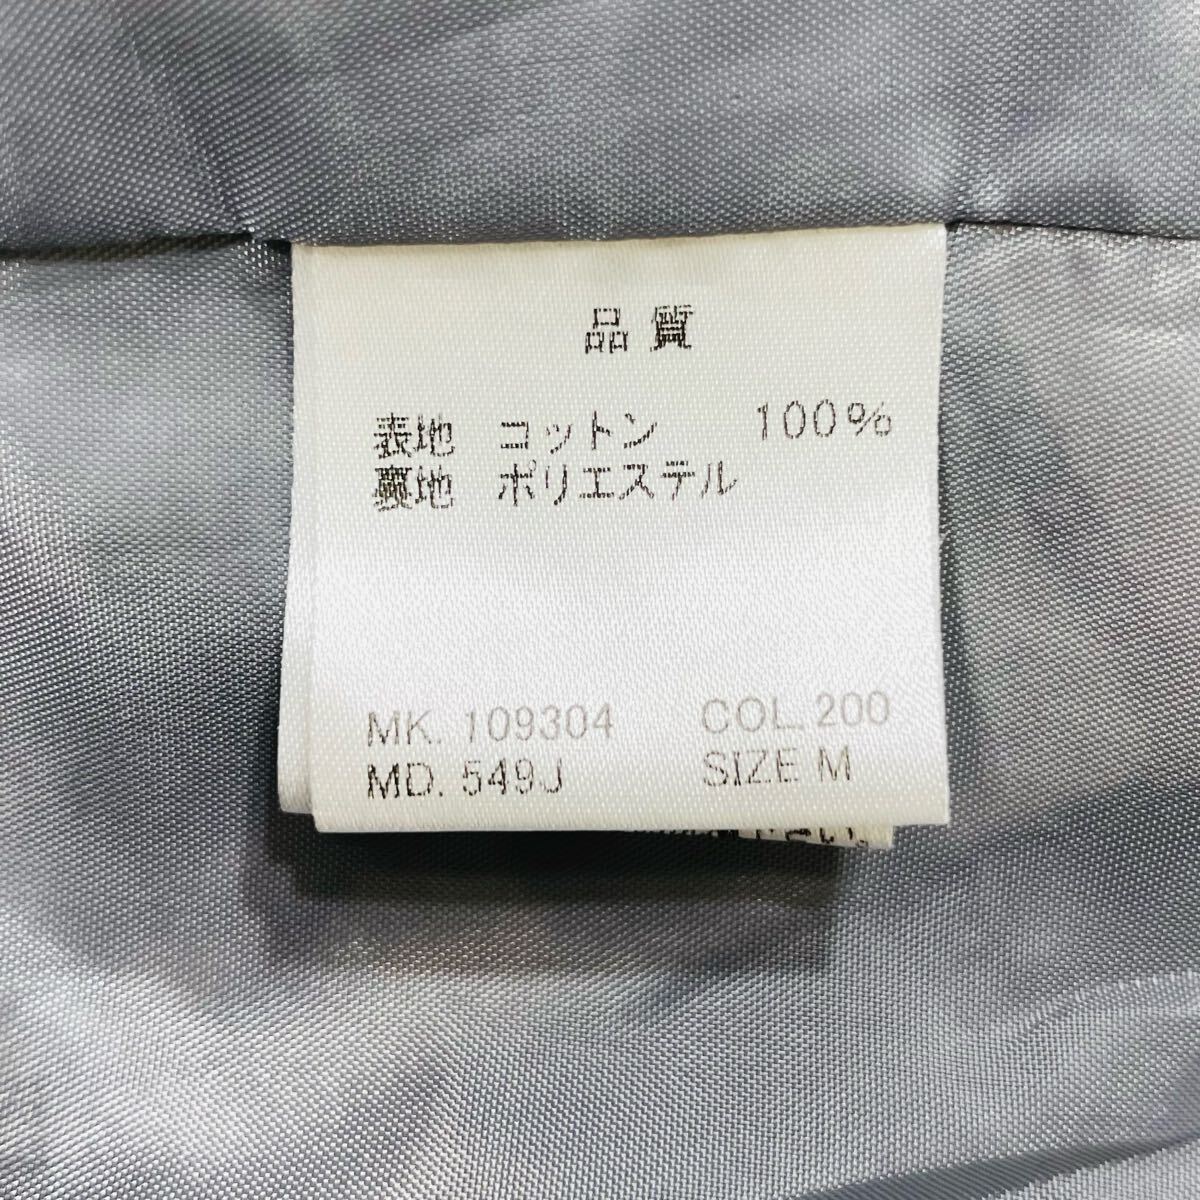 品質
表地 コットン 100%
裏地 ポリエステル
MK. 109304 COL. 200
MD. 549J SIZE M